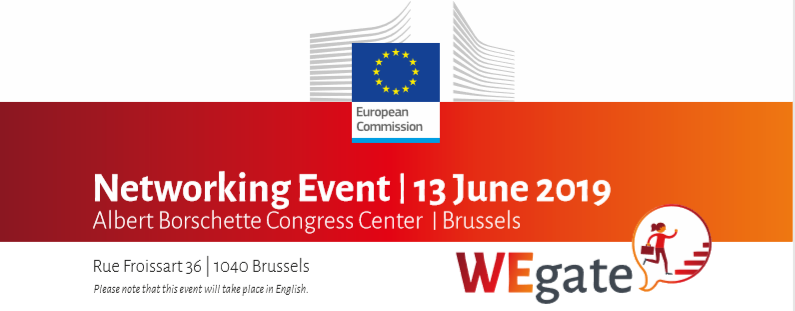 European
Commission
Networking Event | 13 June 2019
Albert Borschette Congress Center | Brussels
Rue Froissart 36 | 1040 Brussels
Please note that this event will take place in English.
WEgate